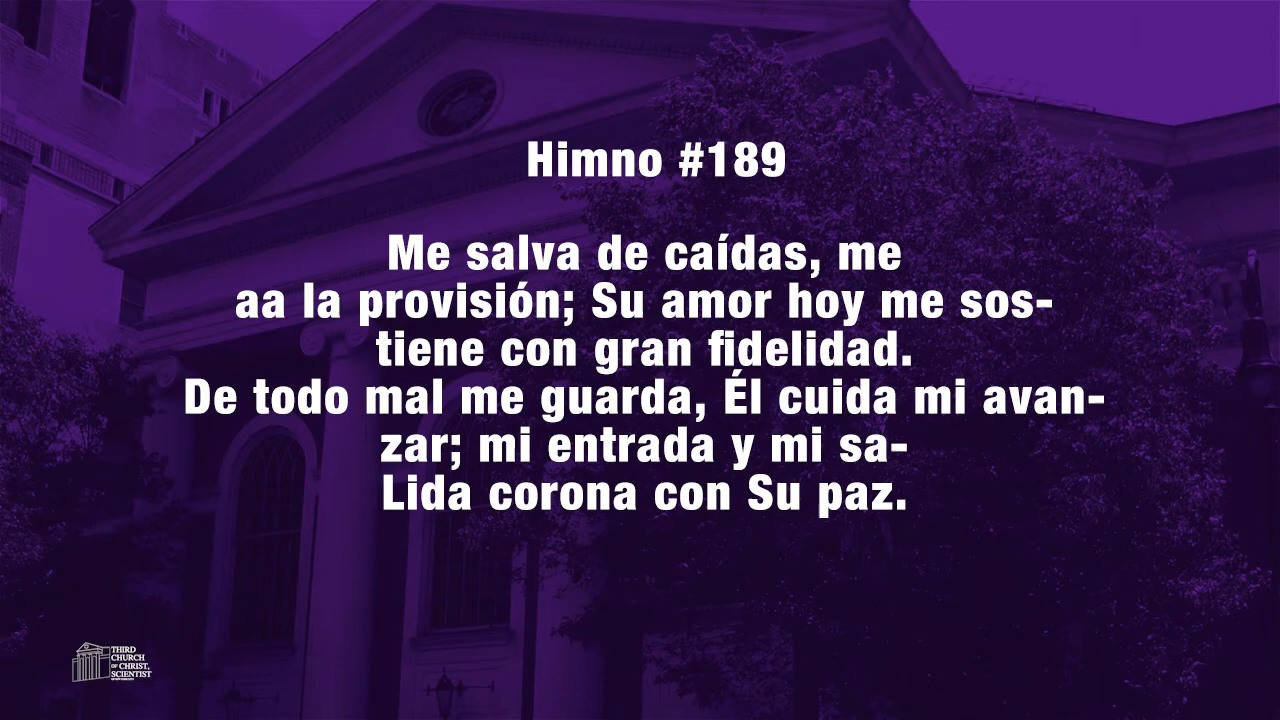 Himno #189
Me salva de caídas, me
aa la provisión; Su amor hoy me sos-
tiene con gran fidelidad.
De todo mal me guarda, Él cuida mi avan-
zar; mi entrada y mi sa-
Lida corona con Su paz.
THIRD
CHURCH
OF CHRIST,
SCIENTIST